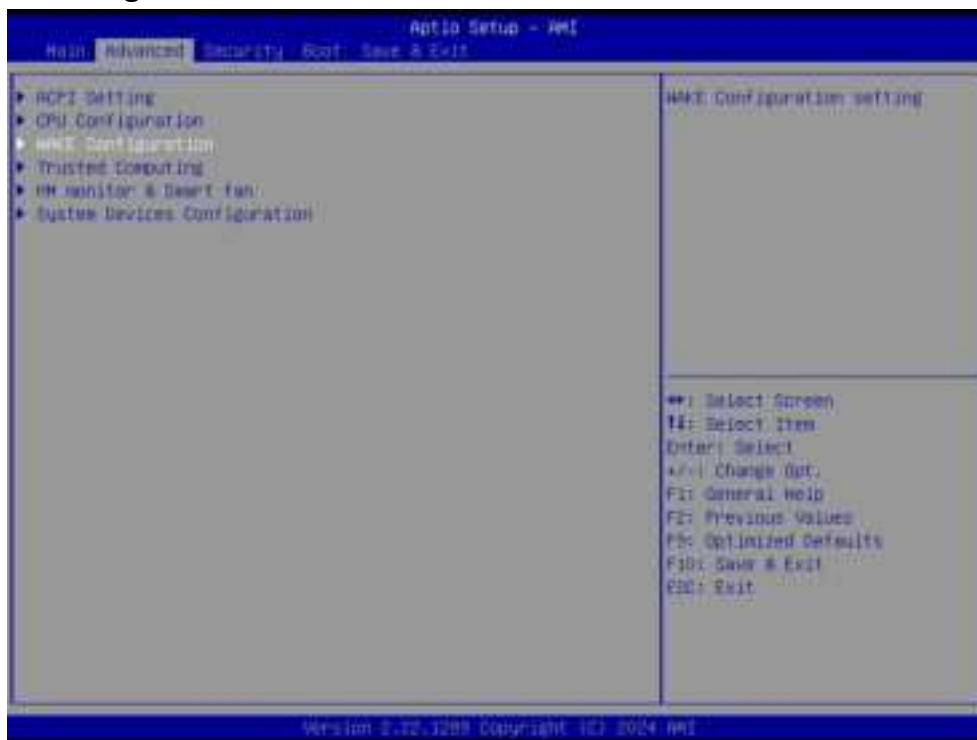 Aptio Setup - AMI
Main Advanced Security Boot Save & Exit
ACPI Setting
CPU Configuration
WAKE Configuration
Trusted Computing
HW monitor & Smart fan
System Devices Configuration
WAKE Configuration setting
↔: Select Screen
↑↓: Select Item
Enter: Select
+/-: Change Opt.
F1: General Help
F2: Previous Values
F9: Optimized Defaults
F10: Save & Exit
ESC: Exit
Version 2.22.1289 Copyright (C) 2024 AMI